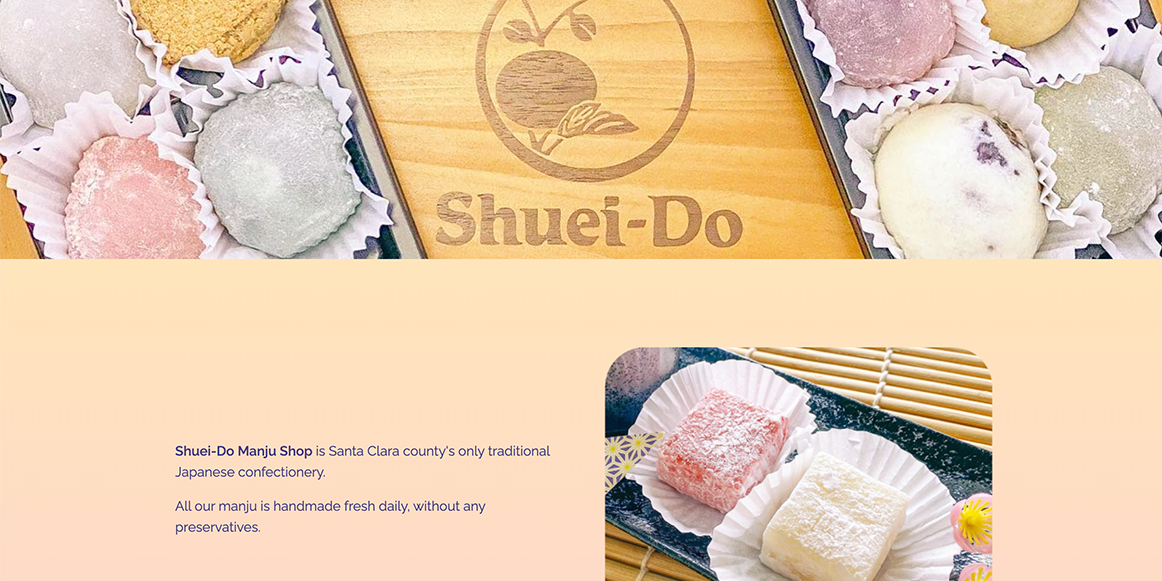 Shuei-Do
Shuei-Do Manju Shop is Santa Clara county's only traditional
Japanese confectionery.
All our manju is handmade fresh daily, without any
preservatives.